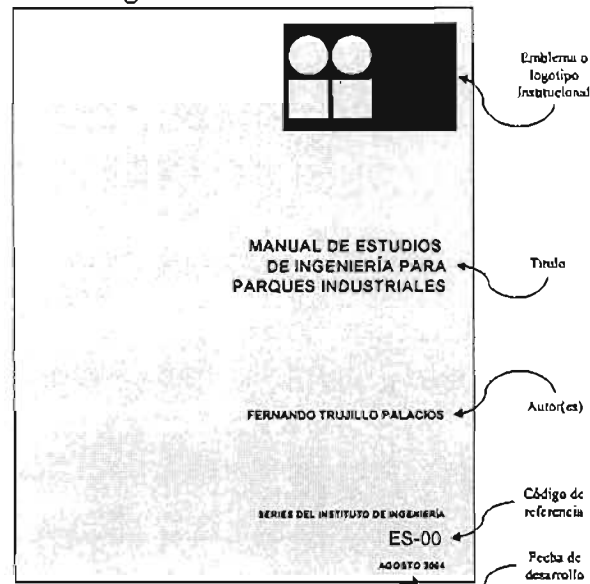 Emblema o
logotipo
Institucional
MANUAL DE ESTUDIOS
DE INGENIERÍA PARA
PARQUES INDUSTRIALES
Título
FERNANDO TRUJILLO PALACIOS
Autor(es)
SERIES DEL INSTITUTO DE INGENIERÍA
Código de
referencia
ES-00
AGOSTO 2004
Fecha de
desarrollo